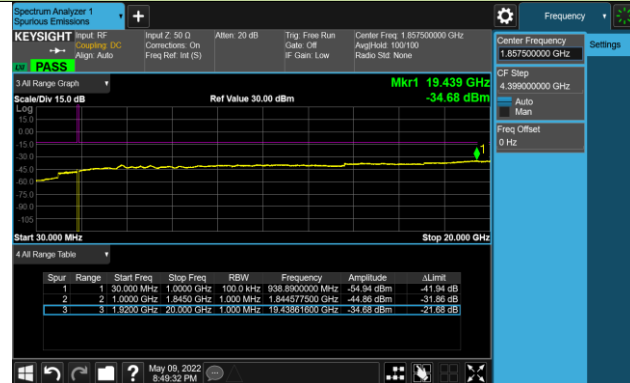 Spectrum Analyzer 1
Spurious Emissions
Frequency
KEYSIGHT
Input: RF
Coupling: DC
Align: Auto
Input Z: 50 Ω
Corrections: On
Freq Ref: Int (S)
Atten: 20 dB
Trig: Free Run
Gate: Off
IF Gain: Low
Center Freq: 1.857500000 GHz
Avg|Hold: 100/100
Radio Std: None
PASS
Center Frequency
1.857500000 GHz
Settings
CF Step
4.399000000 GHz
Auto
Man
Freq Offset
0 Hz
3 All Range Graph
Mkr1 19.439 GHz
Scale/Div 15.0 dB
Ref Value 30.00 dBm
-34.68 dBm
Log
15.0
0.00
-15.0
-30.0
-45.0
-60.0
-75.0
-90.0
-105
1
Start 30.000 MHz
Stop 20.000 GHz
4 All Range Table
Spur Range Start Freq Stop Freq RBW Frequency Amplitude ΔLimit
1 1 30.000 MHz 1.0000 GHz 100.0 kHz 938.8900000 MHz -54.94 dBm -41.94 dB
2 2 1.0000 GHz 1.8450 GHz 1.000 MHz 1.844577500 GHz -44.86 dBm -31.86 dB
3 3 1.9200 GHz 20.000 GHz 1.000 MHz 19.43861600 GHz -34.68 dBm -21.68 dB
?
May 09, 2022
8:49:32 PM